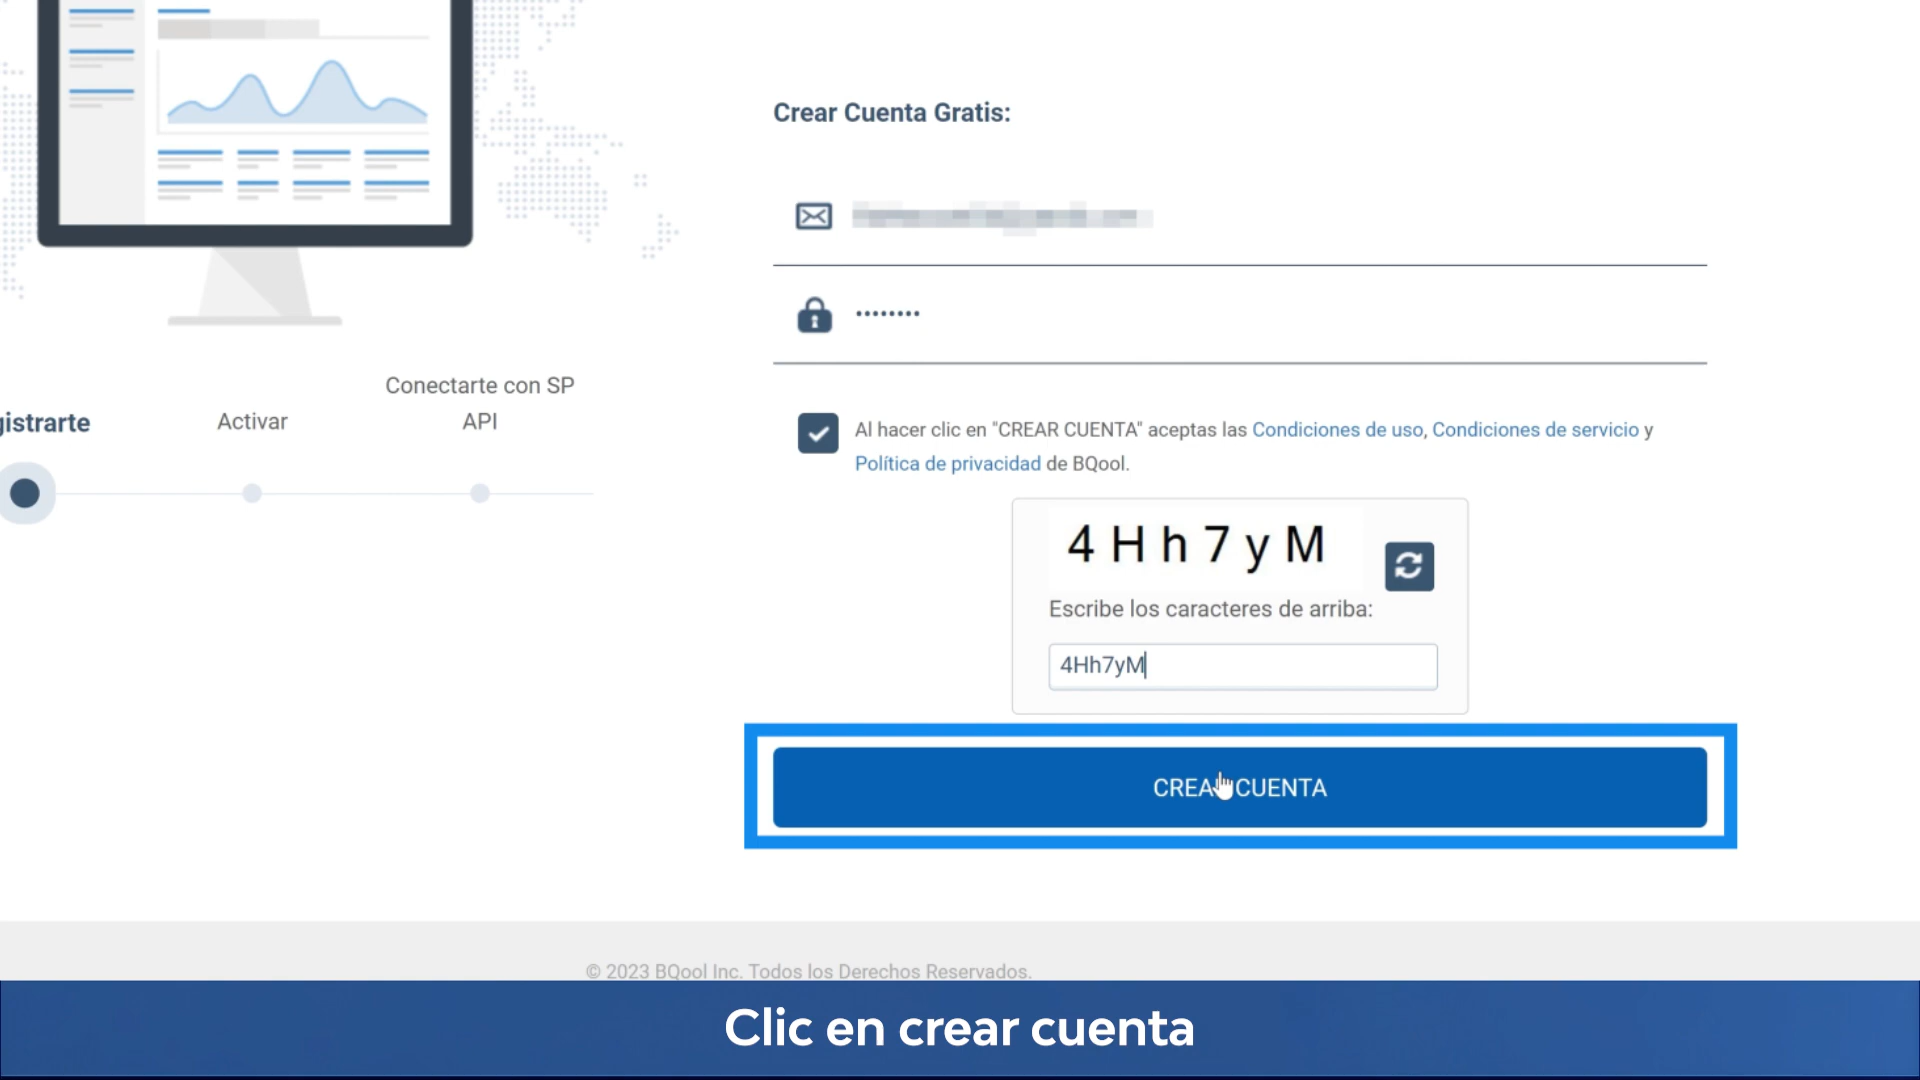 Crear Cuenta Gratis:
••••••••
Conectarte con SP
API
gistrarte
Activar
Al hacer clic en "CREAR CUENTA" aceptas las Condiciones de uso, Condiciones de servicio y
Política de privacidad de BQool.
4 H h 7 y M
Escribe los caracteres de arriba:
4Hh7yM
CREAR CUENTA
© 2023 BQool Inc. Todos los Derechos Reservados.
Clic en crear cuenta